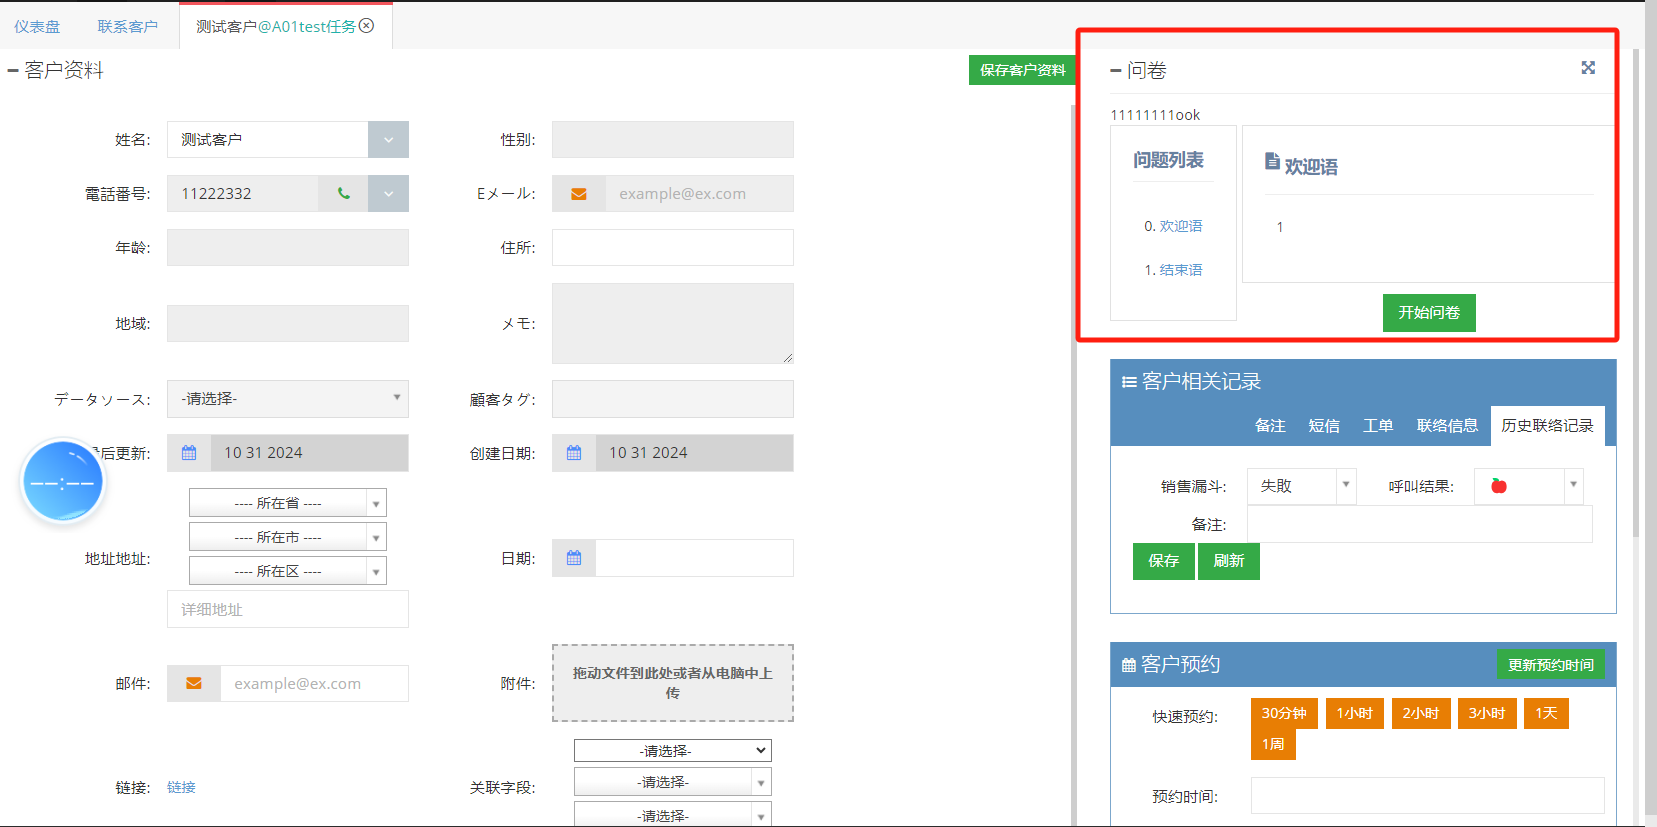 仪表盘
联系客户
测试客户@A01test任务
客户资料
保存客户资料
姓名:
测试客户
性别:
電話番号:
11222332
Eメール:
example@ex.com
年龄:
住所:
地域:
メモ:
データソース:
-请选择-
顧客タグ:
后更新:
10 31 2024
创建日期:
10 31 2024
地址地址:
---- 所在省 ----
---- 所在市 ----
---- 所在区 ----
详细地址
日期:
邮件:
example@ex.com
附件:
拖动文件到此处或者从电脑中上
传
链接:
链接
关联字段:
-请选择-
-请选择-
-请选择-
问卷
11111111ook
问题列表
0. 欢迎语
1. 结束语
欢迎语
1
开始问卷
客户相关记录
备注
短信
工单
联络信息
历史联络记录
销售漏斗:
失败
呼叫结果:
备注:
保存
刷新
客户预约
更新预约时间
快速预约:
30分钟
1小时
2小时
3小时
1天
1周
预约时间: